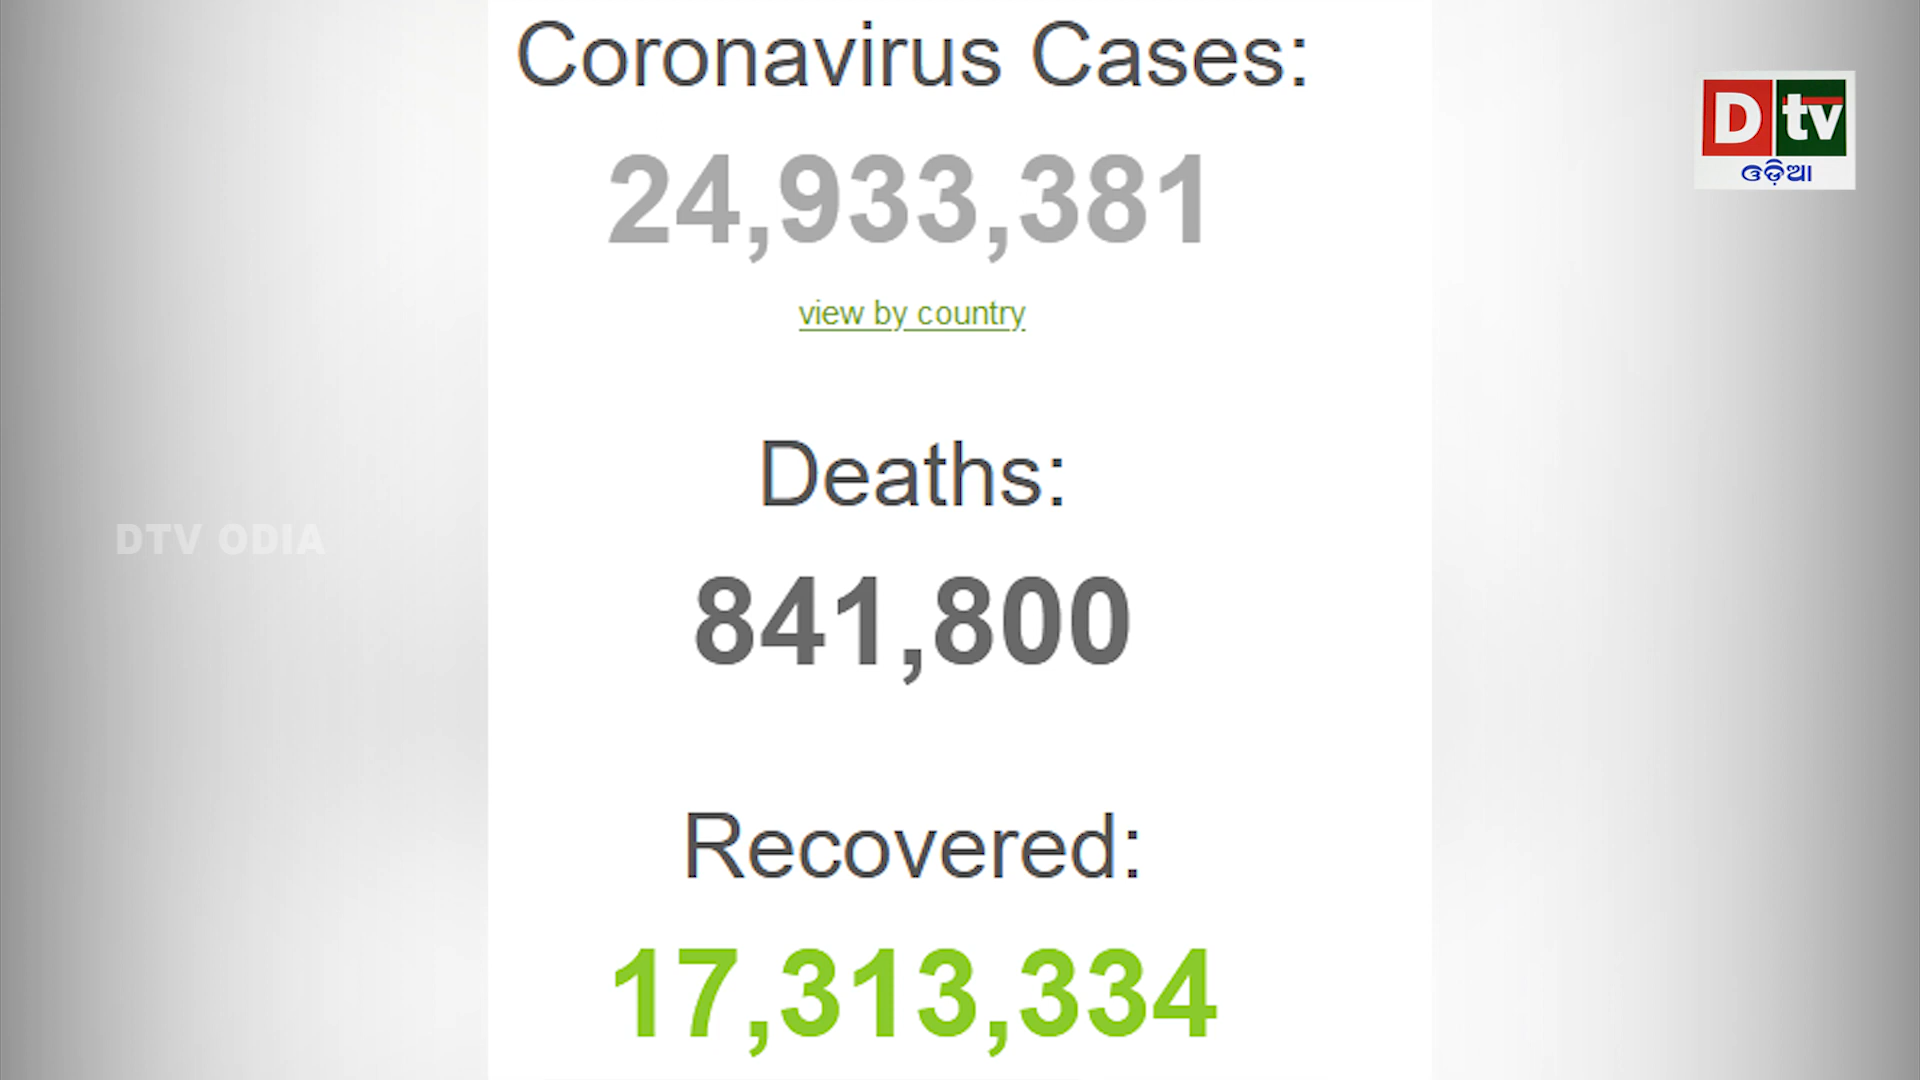 Coronavirus Cases:
24,933,381
view by country
Deaths:
841,800
Recovered:
17,313,334
D tv
ଓଡ଼ିଆ
DTV ODIA